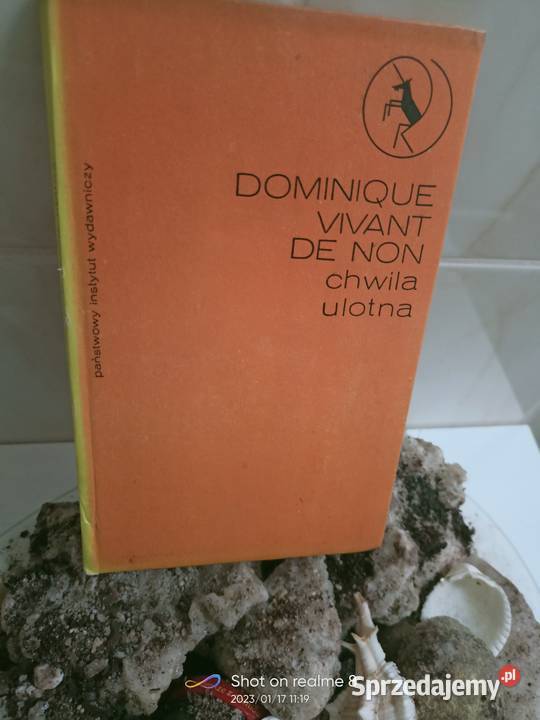 DOMINIQUE
VIVANT
DE NON
chwila
ulotna
państwowy instytut wydawniczy
Shot on realme 8
2023/01/17 11:19
Sprzedajemy.pl